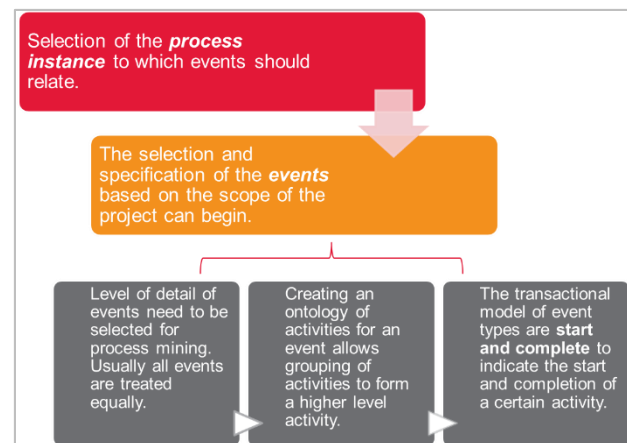 Selection of the process
instance to which events should
relate.
The selection and
specification of the events
based on the scope of the
project can begin.
Level of detail of
events need to be
selected for
process mining.
Usually all events
are treated
equally.
Creating an
ontology of
activities for an
event allows
grouping of
activities to form
a higher level
activity.
The transactional
model of event
types are start
and complete to
indicate the start
and completion of
a certain activity.